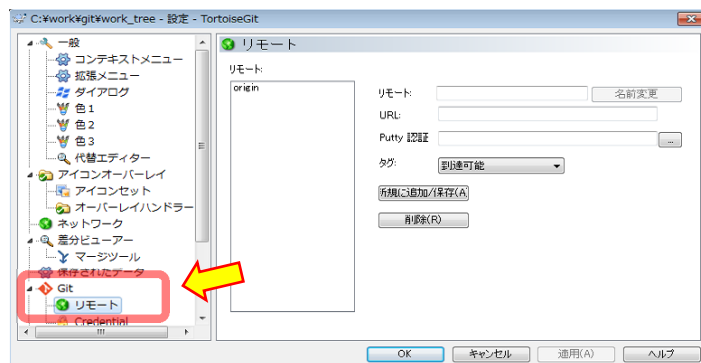 C:¥work¥git¥work_tree - 設定 - TortoiseGit
一般
コンテキストメニュー
拡張メニュー
ダイアログ
色1
色2
色3
代替エディター
アイコンオーバーレイ
アイコンセット
オーバーレイハンドラー
ネットワーク
差分ビューアー
マージツール
保存されたデータ
Git
リモート
Credential
リモート
リモート:
origin
リモート:
名前変更
URL:
Putty 認証
...
タグ:
到達可能
新規に追加/保存(A
削除(R)
OK
キャンセル
適用(A)
ヘルプ